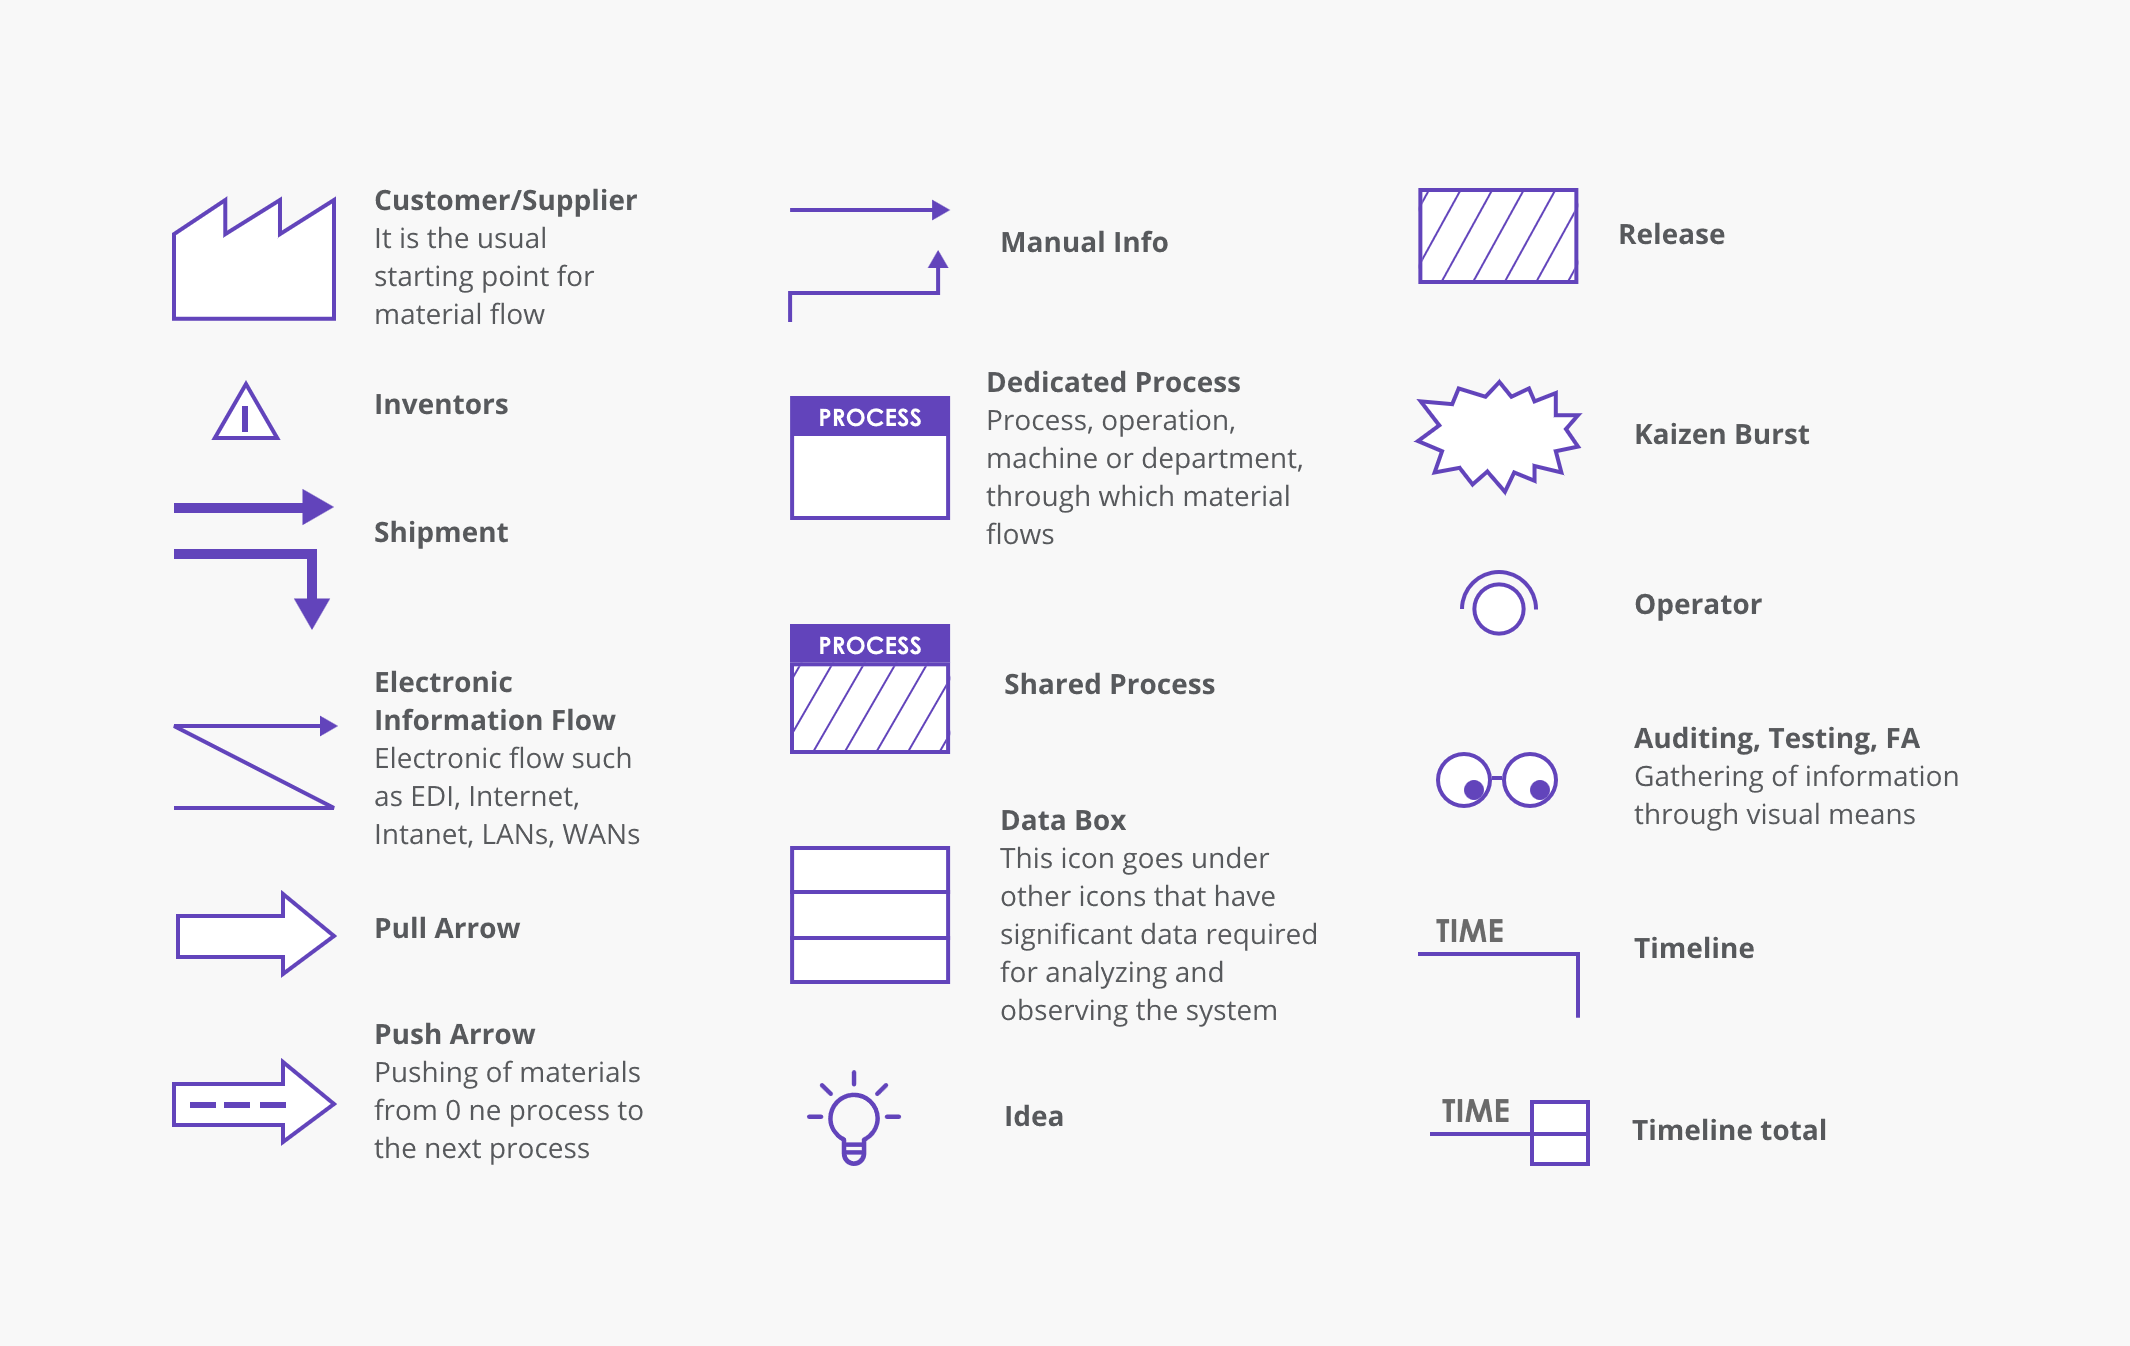 Customer/Supplier
It is the usual
starting point for
material flow
Inventors
Shipment
Electronic
Information Flow
Electronic flow such
as EDI, Internet,
Intanet, LANs, WANs
Pull Arrow
Push Arrow
Pushing of materials
from 0 ne process to
the next process
Manual Info
PROCESS
Dedicated Process
Process, operation,
machine or department,
through which material
flows
PROCESS
Shared Process
Data Box
This icon goes under
other icons that have
significant data required
for analyzing and
observing the system
Idea
Release
Kaizen Burst
Operator
Auditing, Testing, FA
Gathering of information
through visual means
TIME
Timeline
TIME
Timeline total